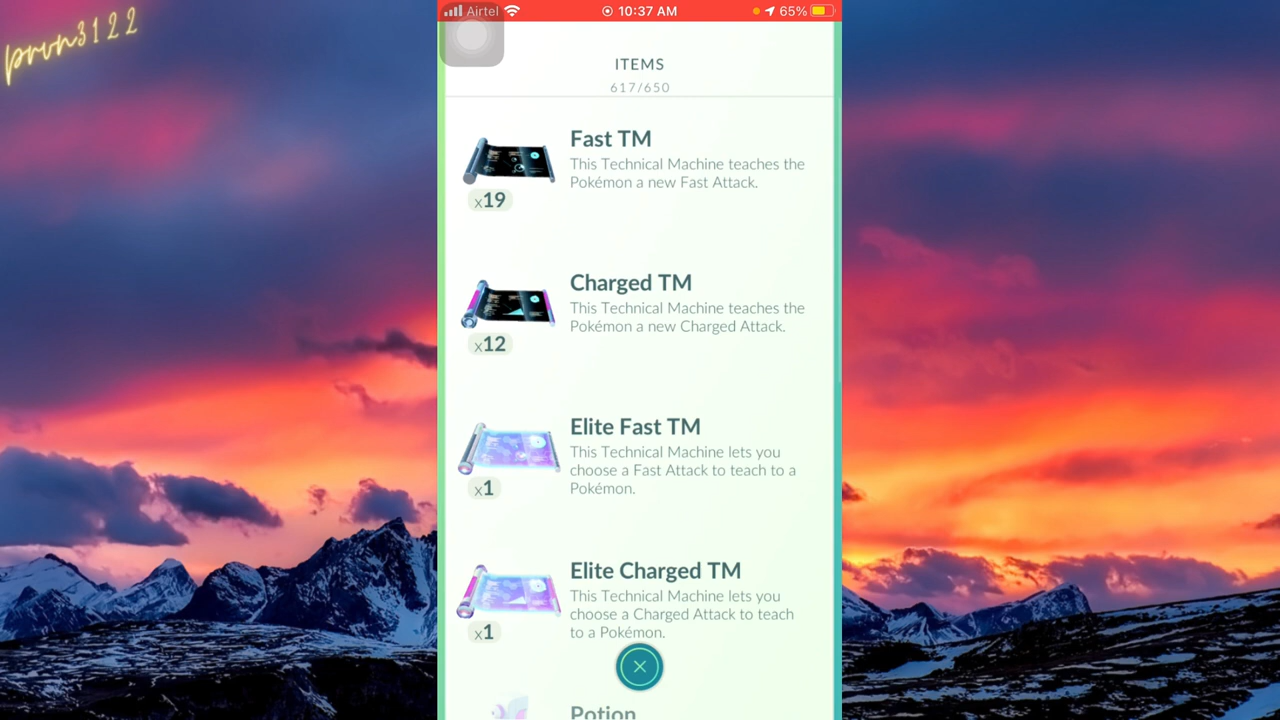 prvn3122
Airtel 10:37 AM 65%
ITEMS
617/650
Fast TM
This Technical Machine teaches the
Pokémon a new Fast Attack.
x19
Charged TM
This Technical Machine teaches the
Pokémon a new Charged Attack.
x12
Elite Fast TM
This Technical Machine lets you
choose a Fast Attack to teach to a
Pokémon.
x1
Elite Charged TM
This Technical Machine lets you
choose a Charged Attack to teach
to a Pokémon.
x1
Potion